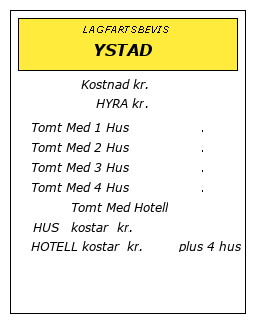 LAGFARTSBEVIS
YSTAD
Kostnad kr.
HYRA kr.
Tomt Med 1 Hus .
Tomt Med 2 Hus .
Tomt Med 3 Hus .
Tomt Med 4 Hus .
Tomt Med Hotell
HUS kostar kr.
HOTELL kostar kr. plus 4 hus